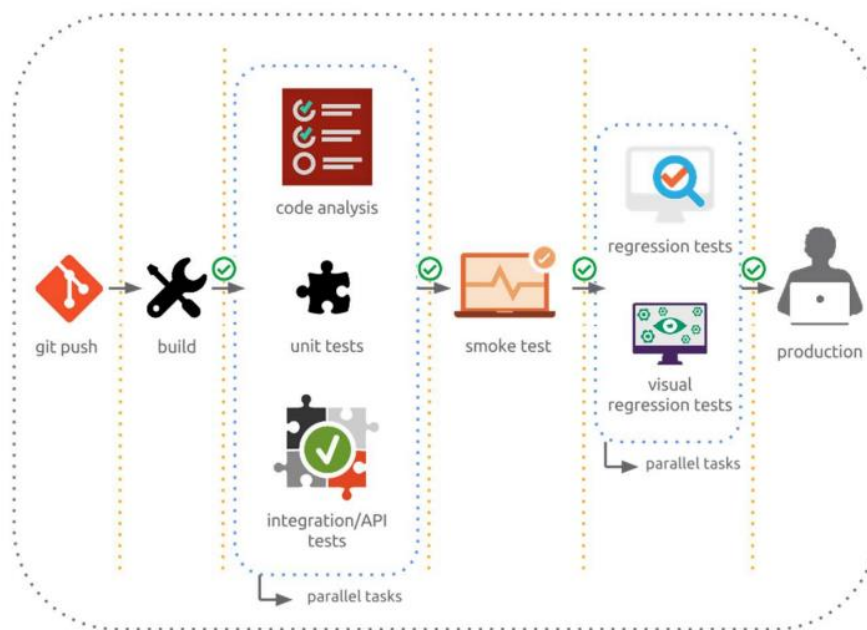 code analysis
regression tests
git push
build
unit tests
smoke test
production
visual
regression tests
parallel tasks
integration/API
tests
parallel tasks